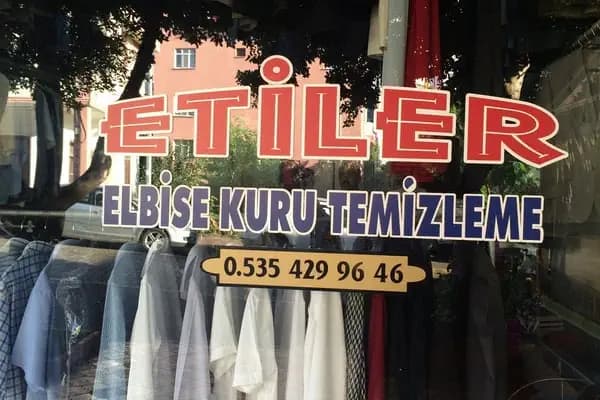 ETİLER
ELBİSE KURU TEMİZLEME
0.535 429 96 46